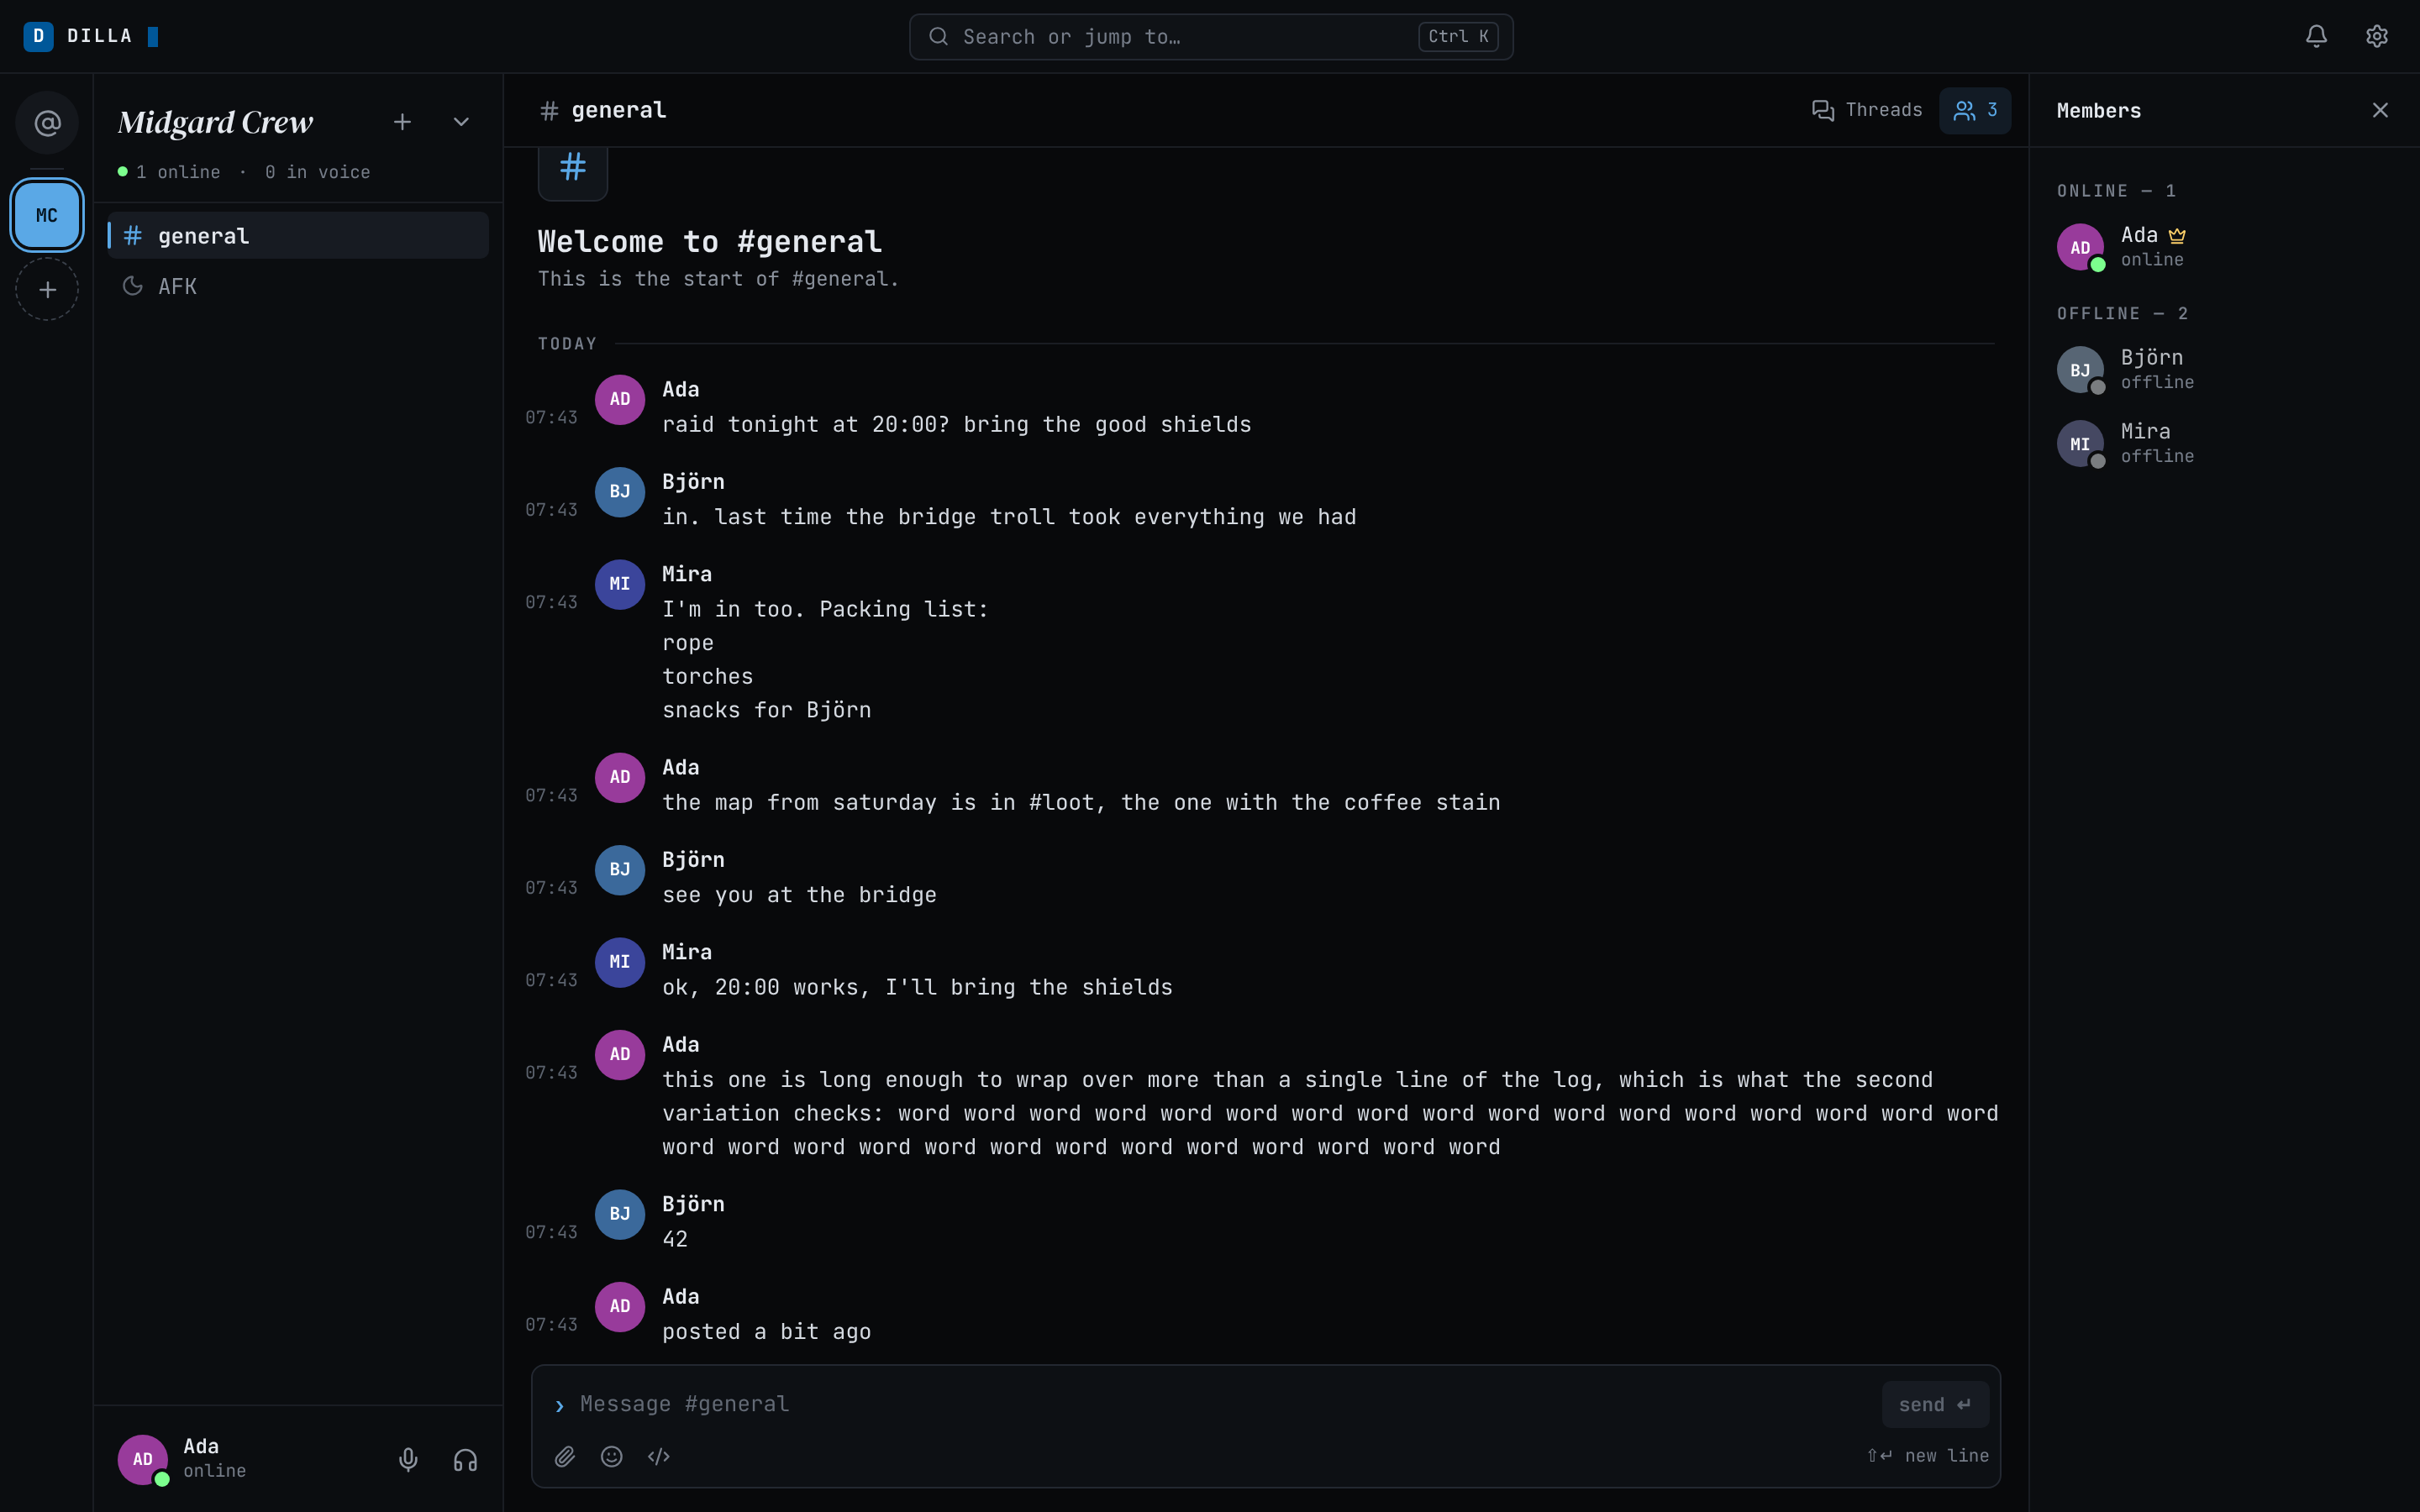 D DILLA
Search or jump to…
Ctrl K
@
MC
Midgard Crew
1 online · 0 in voice
# general
AFK
AD
Ada
online
# general
Threads
3
#
Welcome to #general
This is the start of #general.
TODAY
07:43 AD Ada
raid tonight at 20:00? bring the good shields
07:43 BJ Björn
in. last time the bridge troll took everything we had
07:43 MI Mira
I'm in too. Packing list:
rope
torches
snacks for Björn
07:43 AD Ada
the map from saturday is in #loot, the one with the coffee stain
07:43 BJ Björn
see you at the bridge
07:43 MI Mira
ok, 20:00 works, I'll bring the shields
07:43 AD Ada
this one is long enough to wrap over more than a single line of the log, which is what the second
variation checks: word word word word word word word word word word word word word word word word word
word word word word word word word word word word word word word
07:43 BJ Björn
42
07:43 AD Ada
posted a bit ago
› Message #general
send ↵
⇧↵ new line
Members
ONLINE — 1
AD Ada
online
OFFLINE — 2
BJ Björn
offline
MI Mira
offline